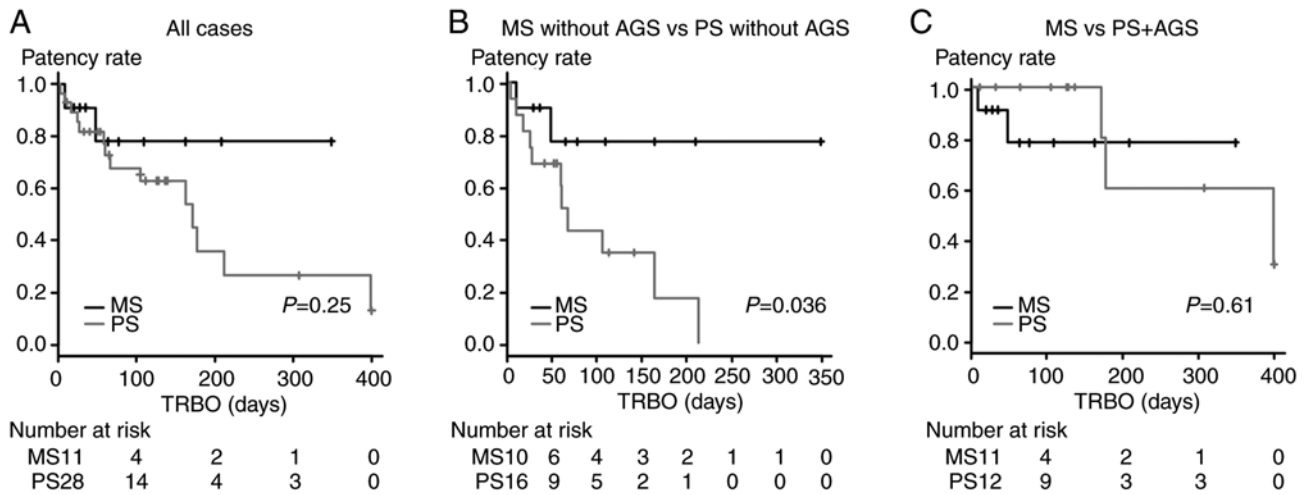 A All cases
Patency rate
1.0
0.8
0.6
0.4
0.2
0.0
MS
PS
P=0.25
0 100 200 300 400
TRBO (days)
Number at risk
MS11 4 2 1 0
PS28 14 4 3 0
B MS without AGS vs PS without AGS
Patency rate
1.0
0.8
0.6
0.4
0.2
0.0
MS
PS
P=0.036
0 50 100 150 200 250 300 350
TRBO (days)
Number at risk
MS10 6 4 3 2 1 1 0
PS16 9 5 2 1 0 0 0
C MS vs PS+AGS
Patency rate
1.0
0.8
0.6
0.4
0.2
0.0
MS
PS
P=0.61
0 100 200 300 400
TRBO (days)
Number at risk
MS11 4 2 1 0
PS12 9 3 3 0